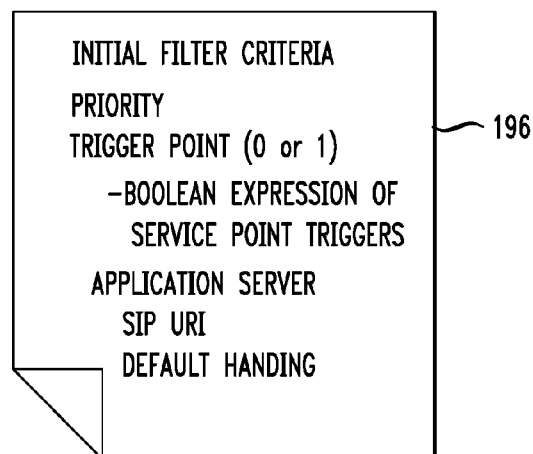 INITIAL FILTER CRITERIA
PRIORITY
TRIGGER POINT (0 or 1)
-BOOLEAN EXPRESSION OF
SERVICE POINT TRIGGERS
APPLICATION SERVER
SIP URI
DEFAULT HANDING
196